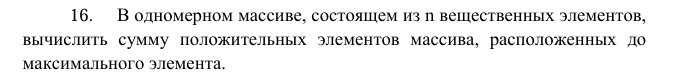 16. В одномерном массиве, состоящем из n вещественных элементов,
вычислить сумму положительных элементов массива, расположенных до
максимального элемента.